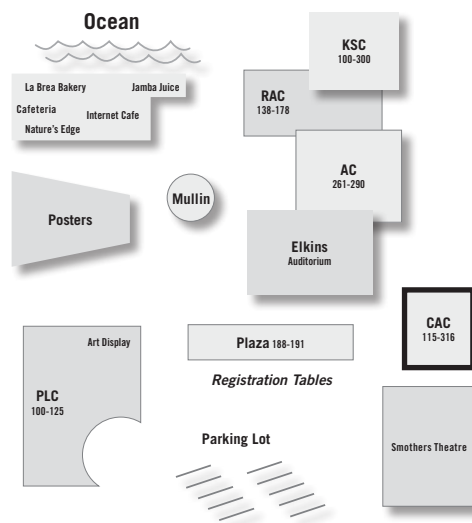 Ocean
KSC
100-300
La Brea Bakery
Jamba Juice
Cafeteria
Internet Cafe
Nature's Edge
RAC
138-178
AC
261-290
Mullin
Posters
Elkins
Auditorium
CAC
115-316
Plaza 188-191
Art Display
Registration Tables
PLC
100-125
Parking Lot
Smothers Theatre